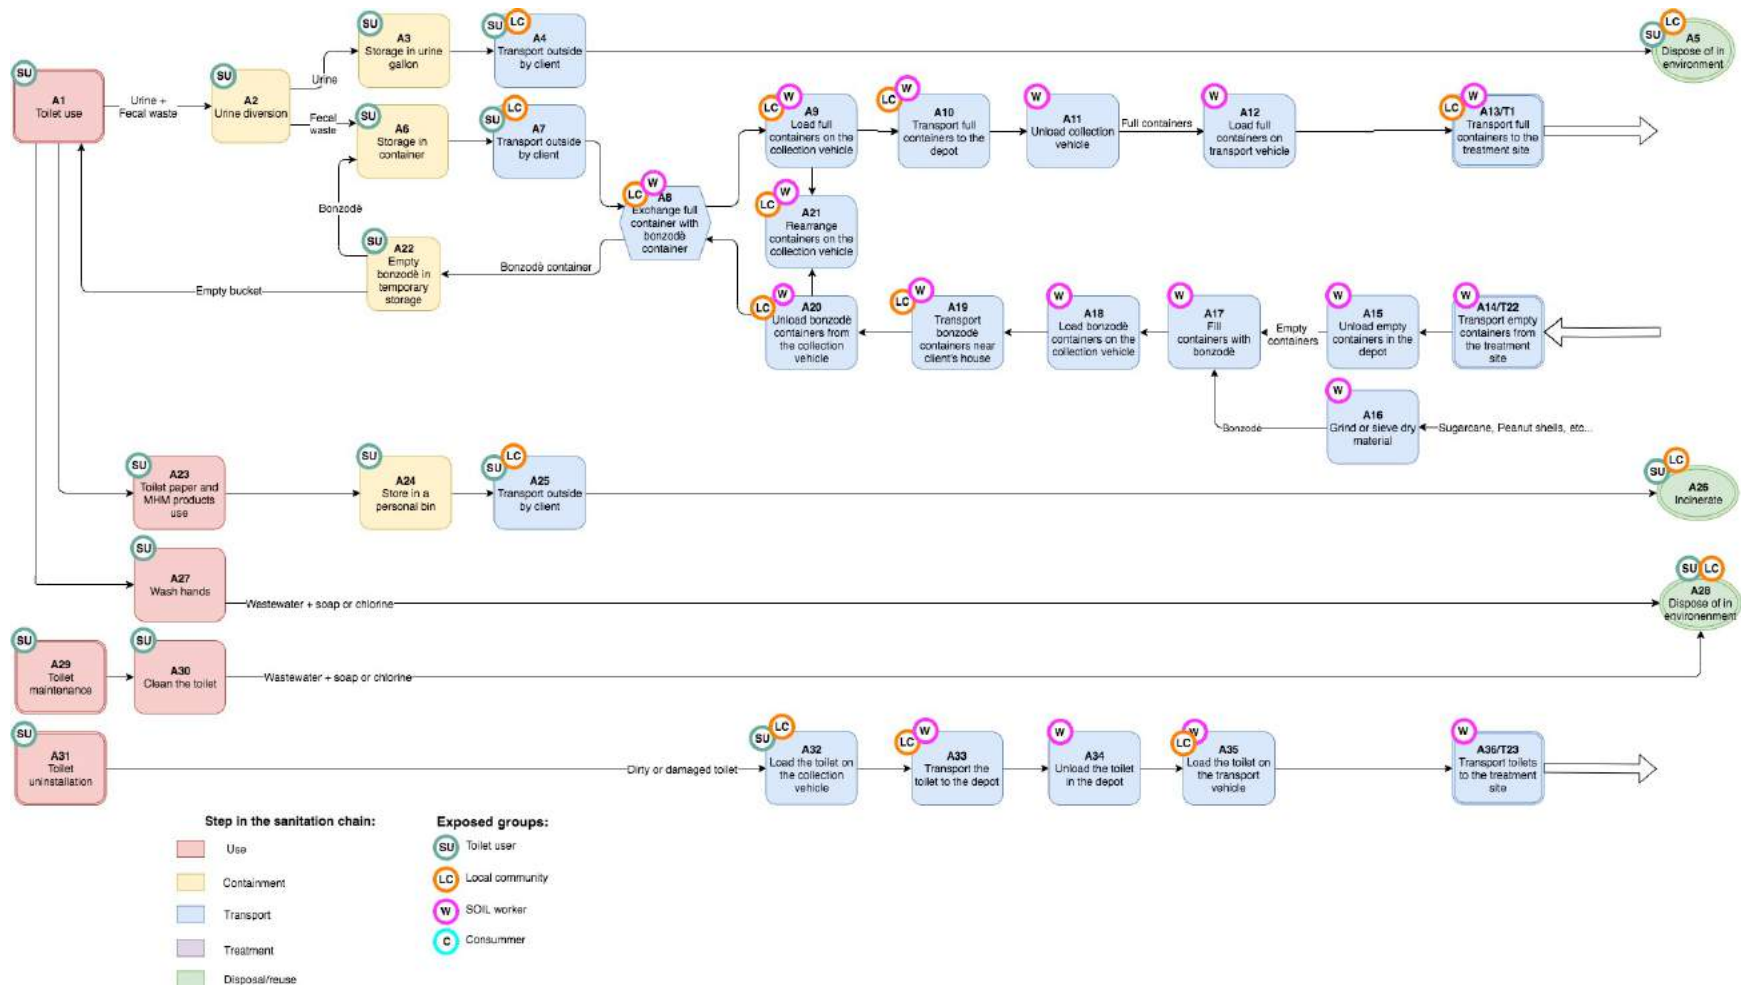 SU
A1
Toilet use
Urine +
Fecal waste
SU
A2
Urine diversion
Urine
Fecal
waste
SU
A3
Storage in urine
gallon
SU LC
A4
Transport outside
by client
SU LC
A5
Dispose of in
environment
SU
A6
Storage in
container
SU LC
A7
Transport outside
by client
LC W
A8
Exchange full
container with
bonzodè
container
LC W
A9
Load full
containers on the
collection vehicle
LC W
A10
Transport full
containers to the
depot
W
A11
Unload collection
vehicle
Full containers
W
A12
Load full
containers on
transport vehicle
LC W
A13/T1
Transport full
containers to the
treatment site
LC W
A21
Rearrange
containers on the
collection vehicle
Bonzodè
SU
A22
Empty
bonzodè in
temporary
storage
Bonzodè container
Empty bucket
LC W
A20
Unload bonzodè
containers from
the collection
vehicle
LC W
A19
Transport
bonzodè
containers near
client's house
W
A18
Load bonzodè
containers on the
collection vehicle
W
A17
Fill
containers with
bonzodè
Empty
containers
W
A15
Unload empty
containers in the
depot
W
A14/T22
Transport empty
containers from
the treatment
site
W
A16
Grind or sieve dry
material
Bonzodè
Sugarcane, Peanut shells, etc...
SU
A23
Toilet paper and
MHM products
use
SU
A24
Store in a
personal bin
SU LC
A25
Transport outside
by client
SU LC
A26
Incinerate
SU
A27
Wash hands
Wastewater + soap or chlorine
SU LC
A28
Dispose of in
environenment
SU
A29
Toilet
maintenance
SU
A30
Clean the toilet
Wastewater + soap or chlorine
SU
A31
Toilet
uninstallation
Dirty or damaged toilet
SU LC
A32
Load the toilet on
the collection
vehicle
LC W
A33
Transport the
toilet to the depot
W
A34
Unload the toilet
in the depot
LC W
A35
Load the toilet on
the transport
vehicle
W
A36/T23
Transport toilets
to the treatment
site
Step in the sanitation chain:
Use
Containment
Transport
Treatment
Disposal/reuse
Exposed groups:
SU Toilet user
LC Local community
W SOIL worker
C Consummer